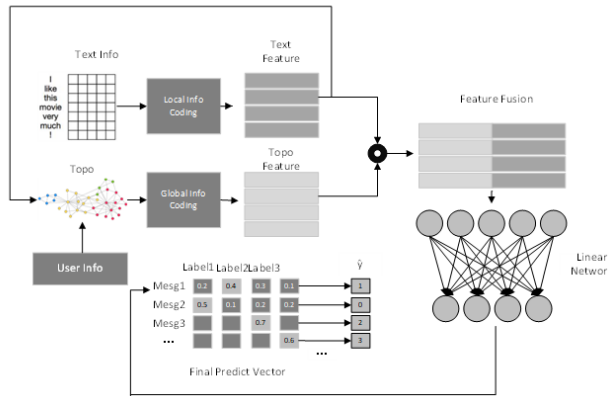 Text Info
I
like
this
movie
very
much
!
Local Info
Coding
Text
Feature
Feature Fusion
Topo
Global Info
Coding
Topo
Feature
User Info
Linear
Network
Label1 Label2 Label3
ŷ
Mesg1 0.2 0.4 0.3 0.1 1
Mesg2 0.5 0.1 0.2 0.2 0
Mesg3 0.7 2
... 0.6 3
...
Final Predict Vector